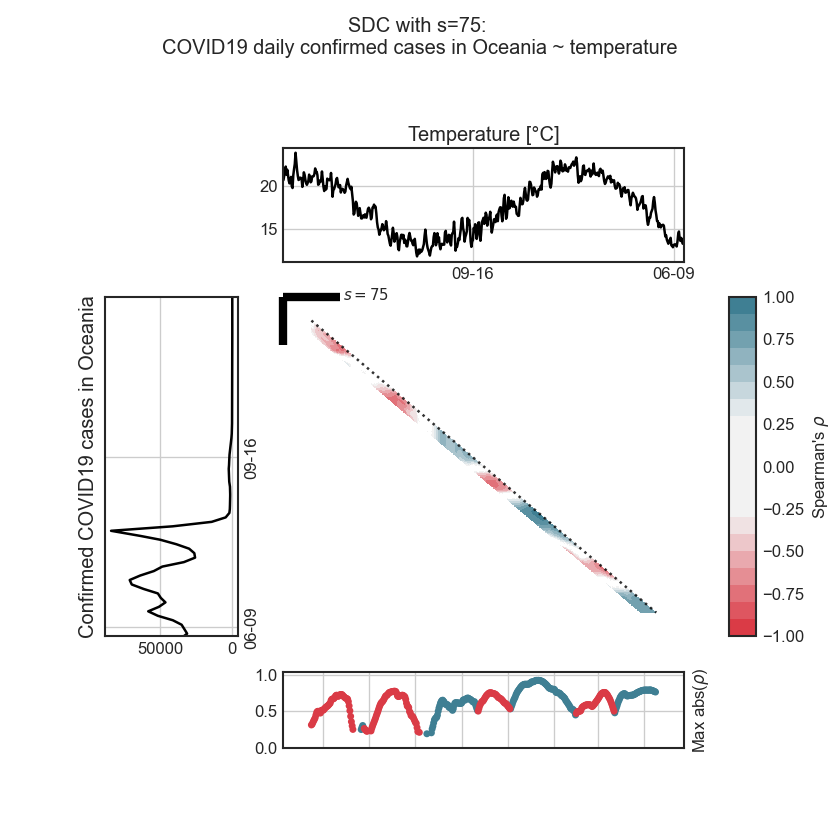 SDC with s=75:
COVID19 daily confirmed cases in Oceania ~ temperature
Temperature [°C]
20
15
09-16
06-09
Confirmed COVID19 cases in Oceania
09-16
06-09
50000
0
s = 75
1.00
0.75
0.50
0.25
0.00
−0.25
−0.50
−0.75
−1.00
Spearman's ρ
1.0
0.5
0.0
Max abs(ρ)